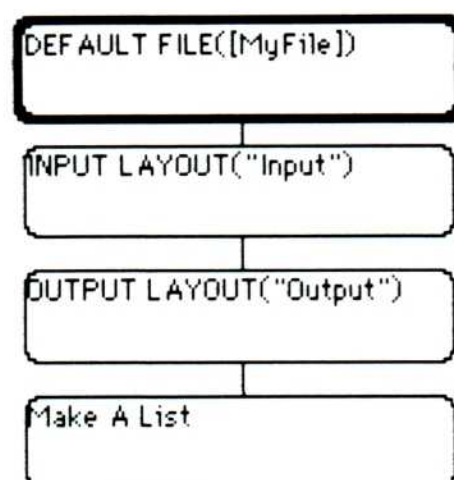 DEFAULT FILE([MyFile])
INPUT LAYOUT("Input")
OUTPUT LAYOUT("Output")
Make A List